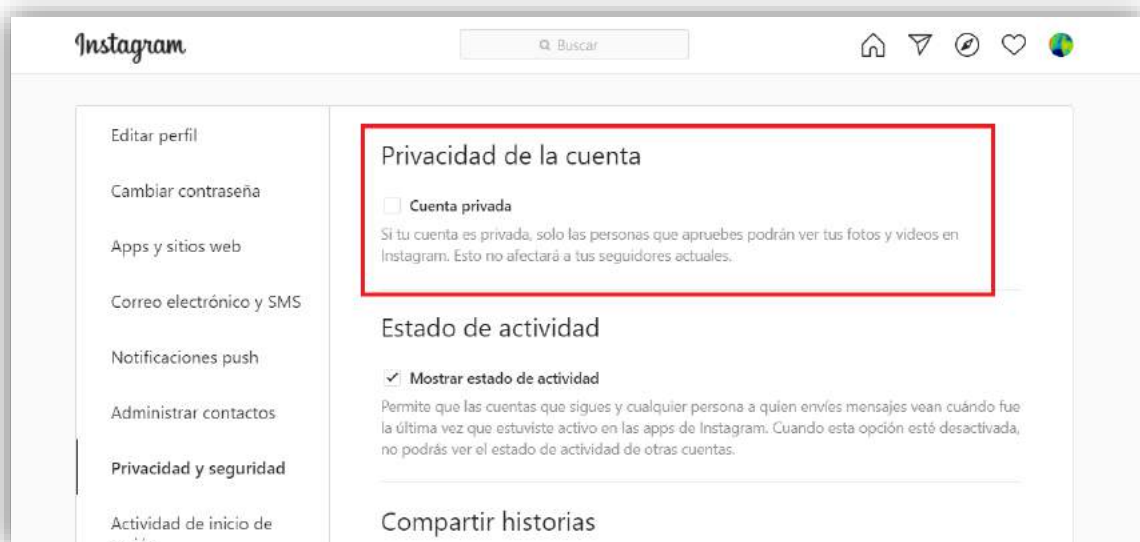 Instagram
Buscar
Editar perfil
Cambiar contraseña
Apps y sitios web
Correo electrónico y SMS
Notificaciones push
Administrar contactos
Privacidad y seguridad
Actividad de inicio de
Privacidad de la cuenta
Cuenta privada
Si tu cuenta es privada, solo las personas que apruebes podrán ver tus fotos y videos en
Instagram. Esto no afectará a tus seguidores actuales.
Estado de actividad
Mostrar estado de actividad
Permite que las cuentas que sigues y cualquier persona a quien envíes mensajes vean cuándo fue
la última vez que estuviste activo en las apps de Instagram. Cuando esta opción esté desactivada,
no podrás ver el estado de actividad de otras cuentas.
Compartir historias